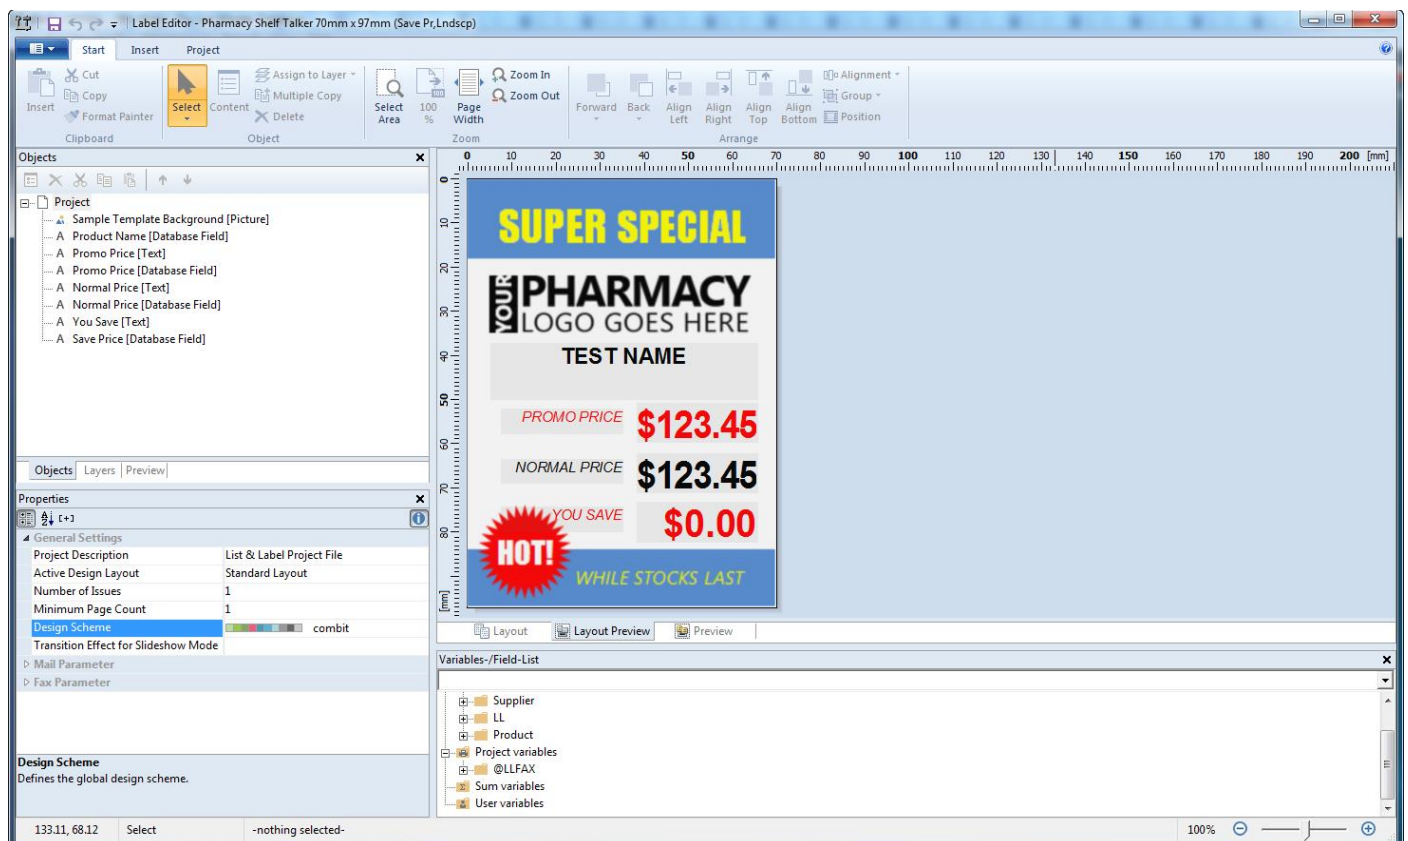 Label Editor - Pharmacy Shelf Talker 70mm x 97mm (Save Pr,Lndscp)
Start Insert Project
Insert
Cut
Copy
Format Painter
Clipboard
Select
Content
Assign to Layer
Multiple Copy
Delete
Object
Select Area
100 %
Page Width
Zoom In
Zoom Out
Zoom
Forward
Back
Align Left
Align Right
Align Top
Align Bottom
Alignment
Group
Position
Arrange
Objects
Project
Sample Template Background [Picture]
A Product Name [Database Field]
A Promo Price [Text]
A Promo Price [Database Field]
A Normal Price [Text]
A Normal Price [Database Field]
A You Save [Text]
A Save Price [Database Field]
Objects Layers Preview
Properties
General Settings
Project Description List & Label Project File
Active Design Layout Standard Layout
Number of Issues 1
Minimum Page Count 1
Design Scheme combit
Transition Effect for Slideshow Mode
Mail Parameter
Fax Parameter
Design Scheme
Defines the global design scheme.
0 10 20 30 40 50 60 70 80 90 100 110 120 130 140 150 160 170 180 190 200 [mm]
0
10
20
30
40
50
60
70
80
[mm]
SUPER SPECIAL
YOUR
PHARMACY
LOGO GOES HERE
TEST NAME
PROMO PRICE $123.45
NORMAL PRICE $123.45
YOU SAVE $0.00
HOT!
WHILE STOCKS LAST
Layout Layout Preview Preview
Variables-/Field-List
Supplier
LL
Product
Project variables
@LLFAX
Sum variables
User variables
133.11, 68.12 Select -nothing selected- 100%